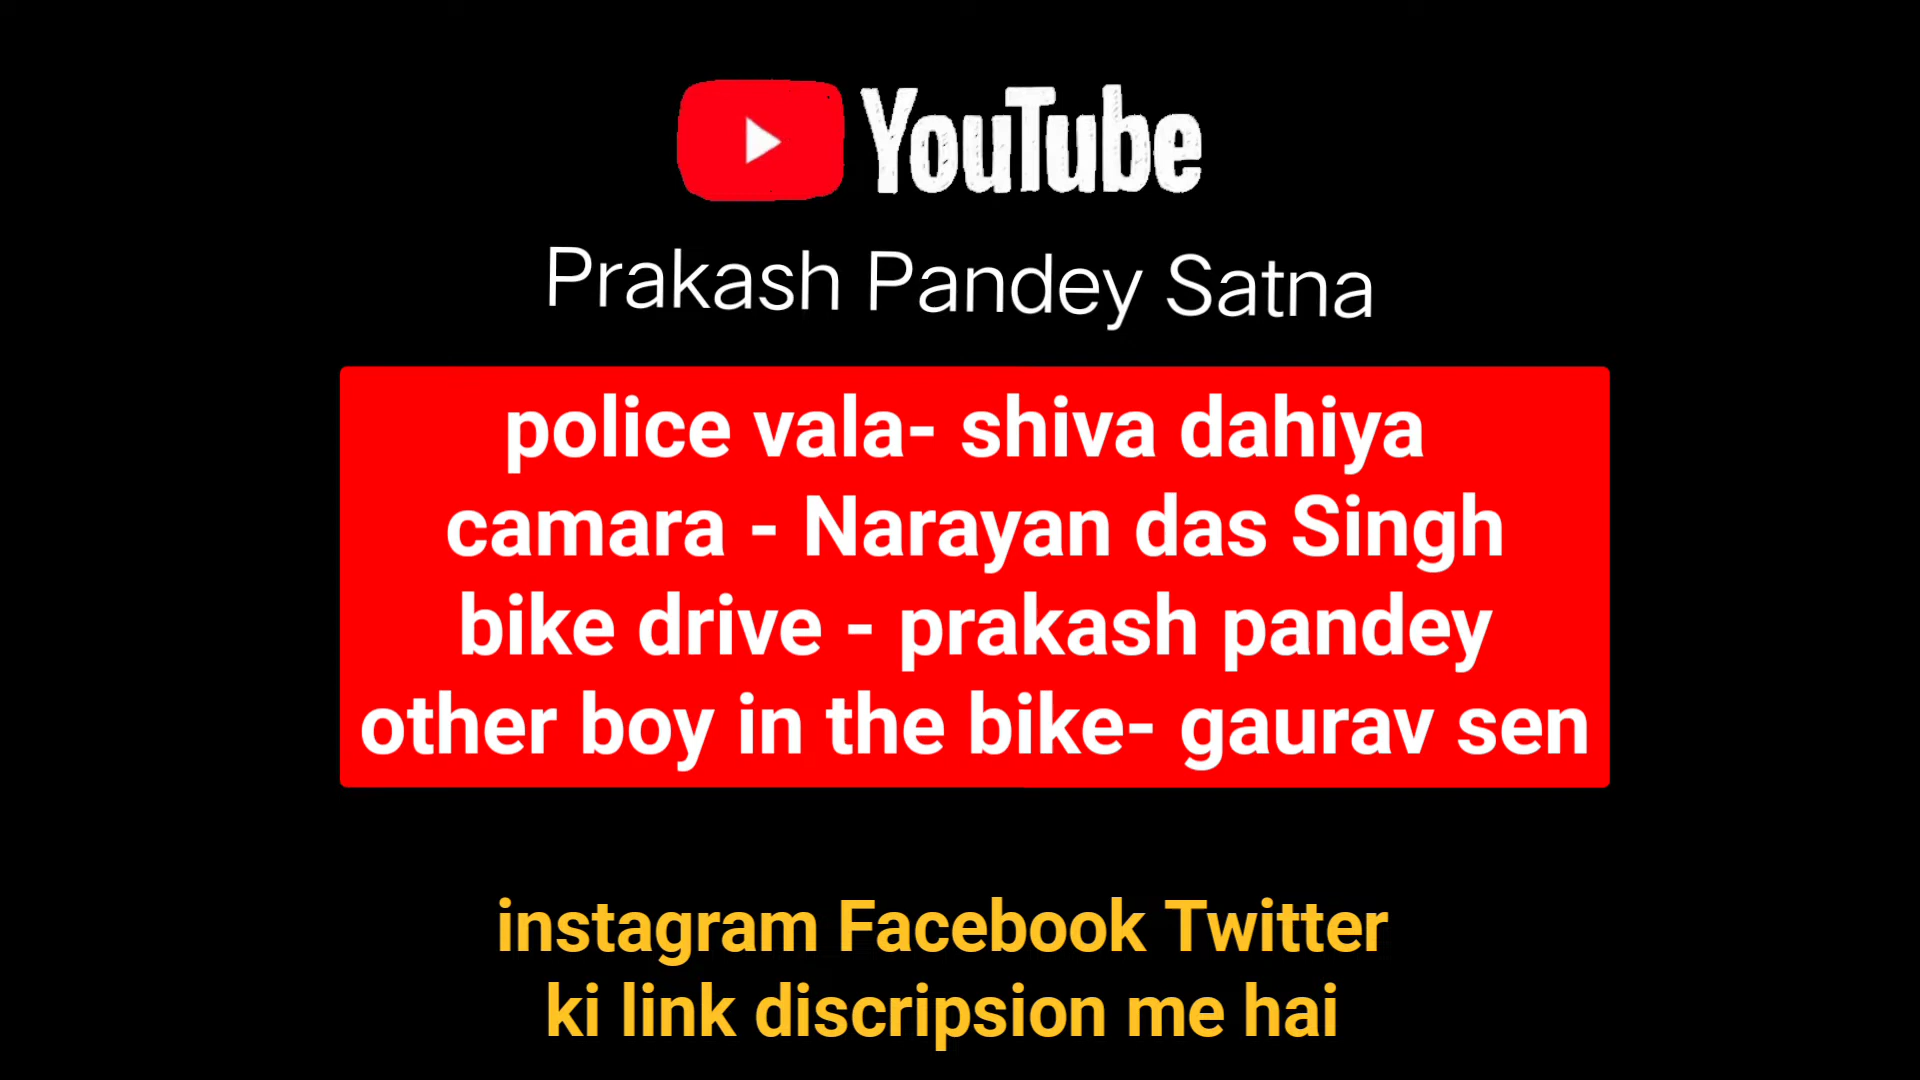 YouTube
Prakash Pandey Satna
police vala- shiva dahiya
camara - Narayan das Singh
bike drive - prakash pandey
other boy in the bike- gaurav sen
instagram Facebook Twitter
ki link discripsion me hai